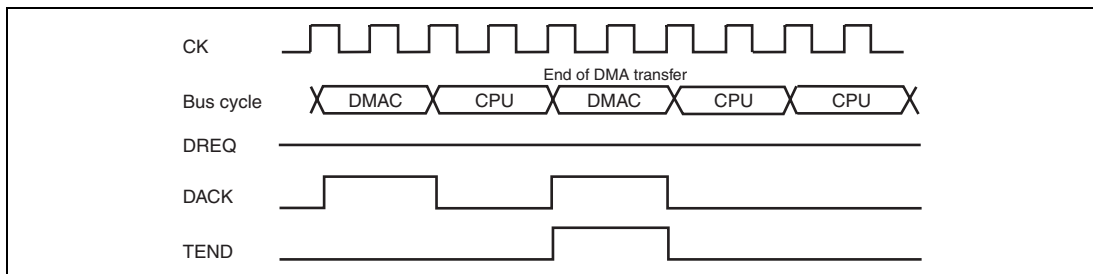 CK
End of DMA transfer
Bus cycle DMAC CPU DMAC CPU CPU
DREQ
DACK
TEND